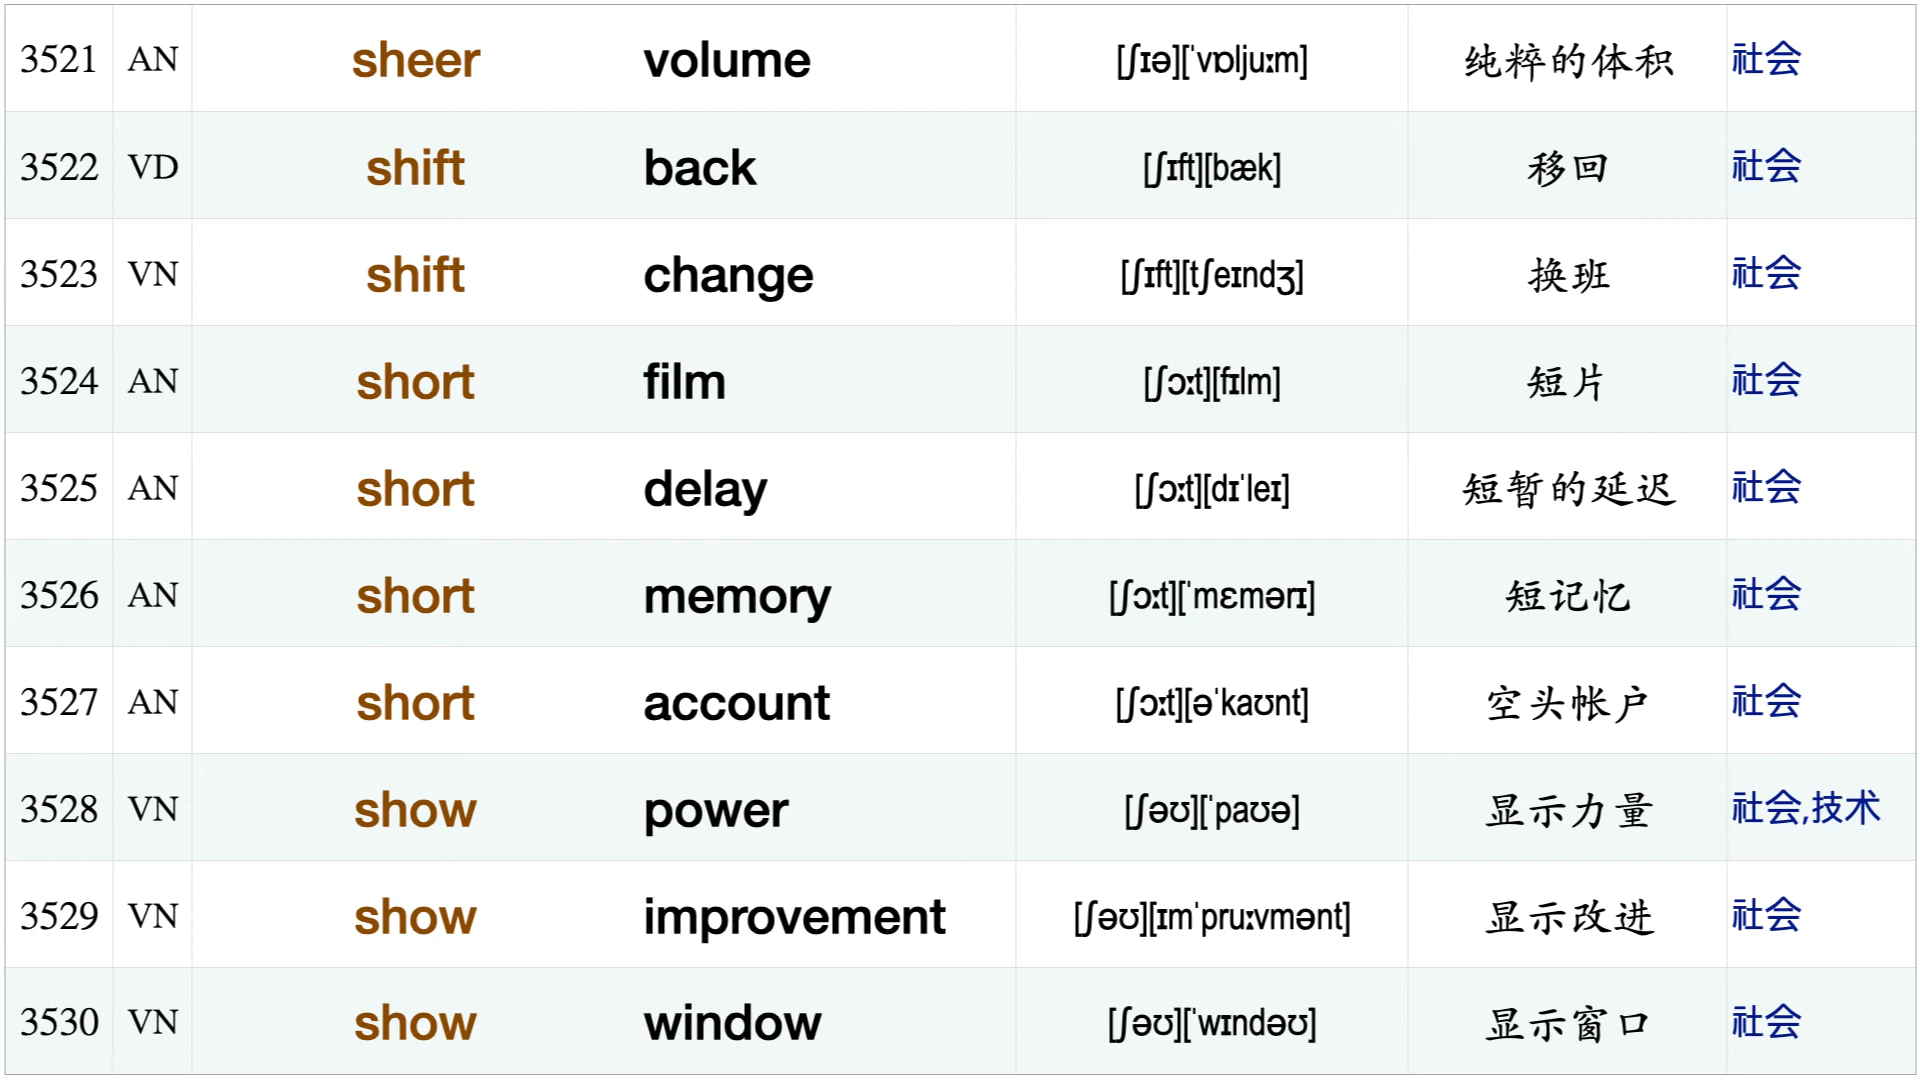 3521 AN sheer volume [ʃɪə][ˈvɒljuːm] 纯粹的体积 社会
3522 VD shift back [ʃɪft][bæk] 移回 社会
3523 VN shift change [ʃɪft][tʃeɪndʒ] 换班 社会
3524 AN short film [ʃɔːt][fɪlm] 短片 社会
3525 AN short delay [ʃɔːt][dɪˈleɪ] 短暂的延迟 社会
3526 AN short memory [ʃɔːt][ˈmɛmərɪ] 短记忆 社会
3527 AN short account [ʃɔːt][əˈkaʊnt] 空头帐户 社会
3528 VN show power [ʃəʊ][ˈpaʊə] 显示力量 社会,技术
3529 VN show improvement [ʃəʊ][ɪmˈpruːvmənt] 显示改进 社会
3530 VN show window [ʃəʊ][ˈwɪndəʊ] 显示窗口 社会